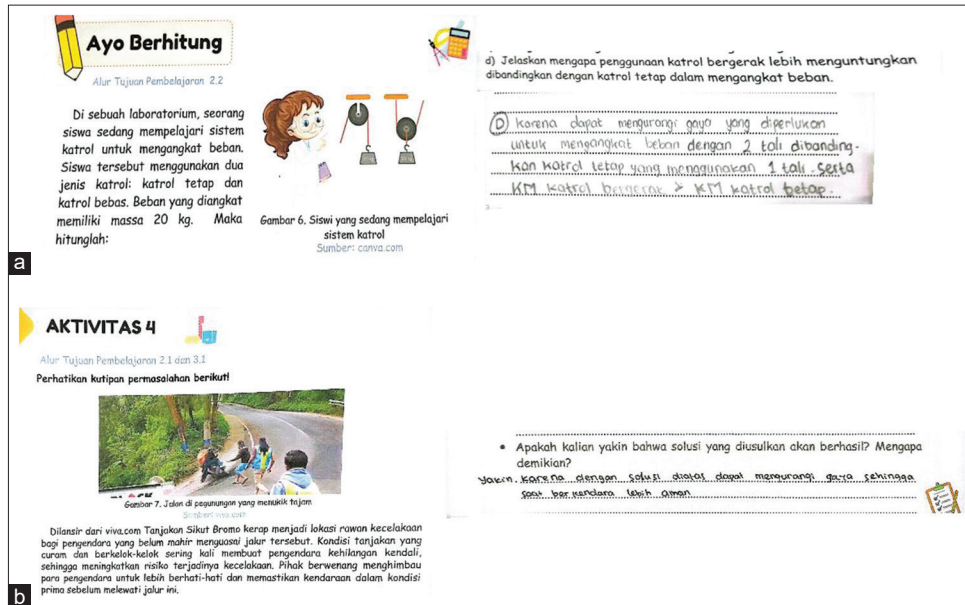 Ayo Berhitung
Alur Tujuan Pembelajaran 2.2
Di sebuah laboratorium, seorang
siswa sedang mempelajari sistem
katrol untuk mengangkat beban.
Siswa tersebut menggunakan dua
jenis katrol: katrol tetap dan
katrol bebas. Beban yang diangkat
memiliki massa 20 kg. Maka
hitunglah:
Gambar 6. Siswi yang sedang mempelajari
sistem katrol
Sumber: canva.com
d) Jelaskan mengapa penggunaan katrol bergerak lebih menguntungkan
dibandingkan dengan katrol tetap dalam mengangkat beban.
D) karena dapat mengurangi gaya yang diperlukan
untuk mengangkat beban dengan 2 tali dibanding-
kan katrol tetap yang menggunakan 1 tali. Serta
KM katrol bergerak > KM katrol tetap.
a
AKTIVITAS 4
Alur Tujuan Pembelajaran 2.1 dan 3.1
Perhatikan kutipan permasalahan berikut!
Gambar 7. Jalan di pegunungan yang menukik tajam
Sumber: viva.com
Dilansir dari viva.com Tanjakan Sikut Bromo kerap menjadi lokasi rawan kecelakaan
bagi pengendara yang belum mahir menguasai jalur tersebut. Kondisi tanjakan yang
curam dan berkelok-kelok sering kali membuat pengendara kehilangan kendali,
sehingga meningkatkan risiko terjadinya kecelakaan. Pihak berwenang menghimbau
para pengendara untuk lebih berhati-hati dan memastikan kendaraan dalam kondisi
prima sebelum melewati jalur ini.
Apakah kalian yakin bahwa solusi yang diusulkan akan berhasil? Mengapa
demikian?
Yakin, karena dengan solusi diatas dapat mengurangi gaya sehingga
saat berkendara lebih aman
b